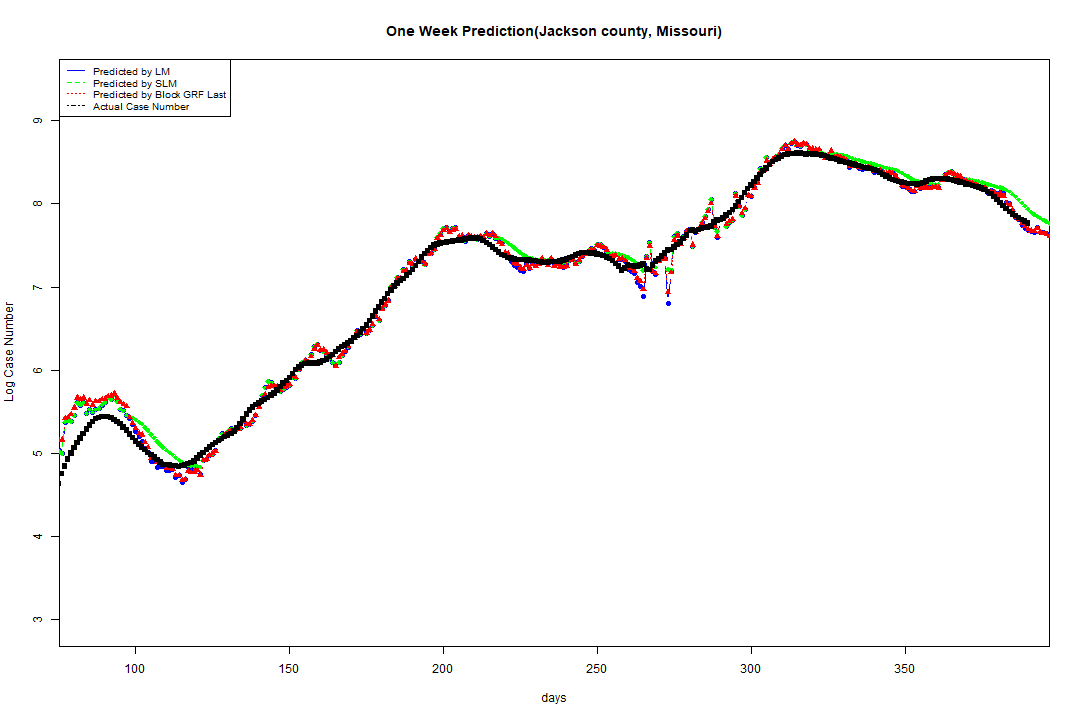 One Week Prediction(Jackson county, Missouri)
Predicted by LM
Predicted by SLM
Predicted by Block GRF Last
Actual Case Number
Log Case Number
9
8
7
6
5
4
3
100 150 200 250 300 350
days